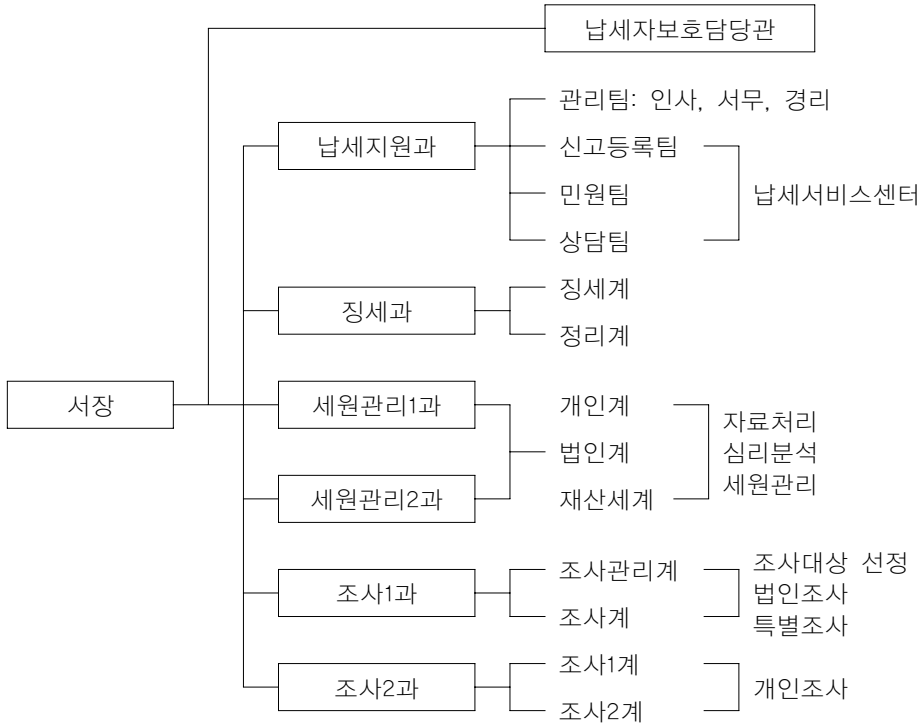 납세자보호담당관
관리팀: 인사, 서무, 경리
납세지원과
신고등록팀
민원팀
납세서비스센터
상담팀
징세계
징세과
정리계
서장
세원관리1과
개인계
자료처리
법인계
심리분석
세원관리2과
재산세계
세원관리
조사관리계
조사대상 선정
조사1과
법인조사
조사계
특별조사
조사1계
조사2과
개인조사
조사2계